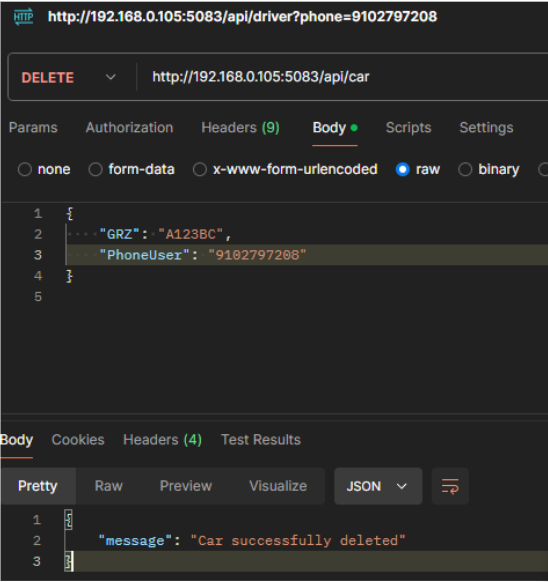 HTTP http://192.168.0.105:5083/api/driver?phone=9102797208
DELETE http://192.168.0.105:5083/api/car
Params Authorization Headers (9) Body Scripts Settings
none form-data x-www-form-urlencoded raw binary
1 {
2 "GRZ": "A123BC",
3 "PhoneUser": "9102797208"
4 }
5
Body Cookies Headers (4) Test Results
Pretty Raw Preview Visualize JSON
1 {
2 "message": "Car successfully deleted"
3 }